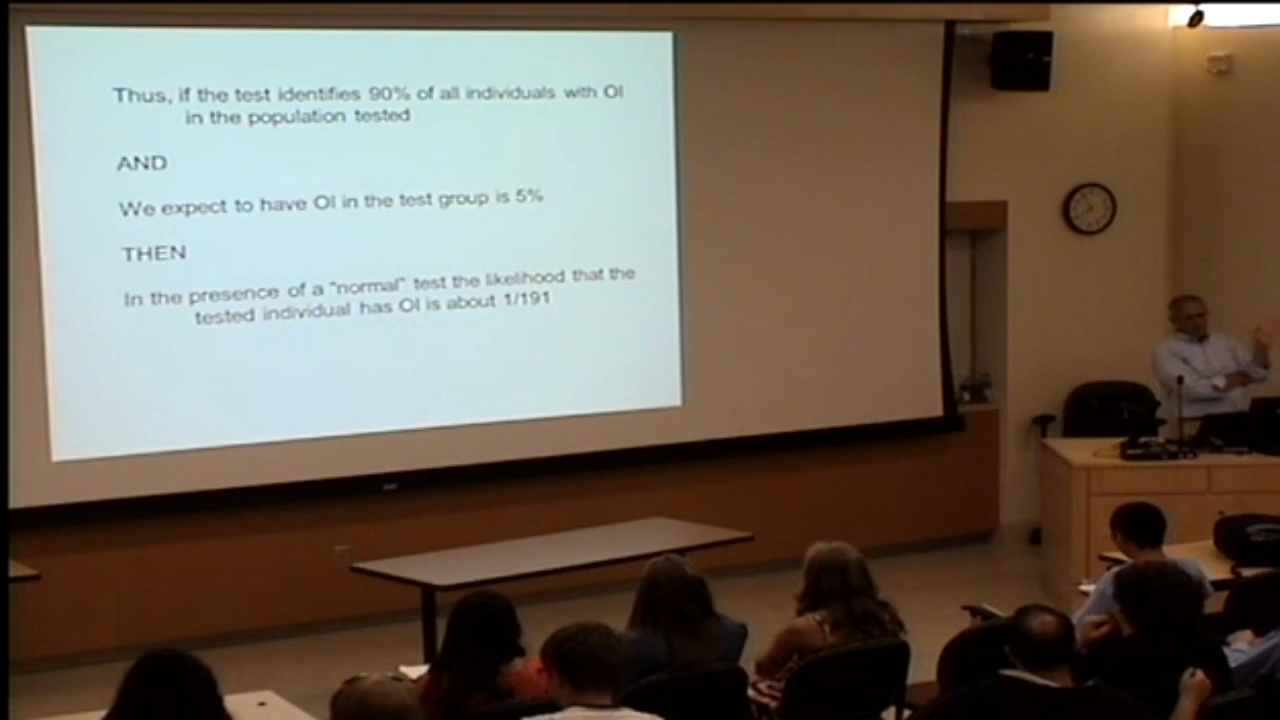 Thus, if the test identifies 90% of all individuals with OI
in the population tested
AND
We expect to have OI in the test group is 5%
THEN
In the presence of a "normal" test the likelihood that the
tested individual has OI is about 1/191